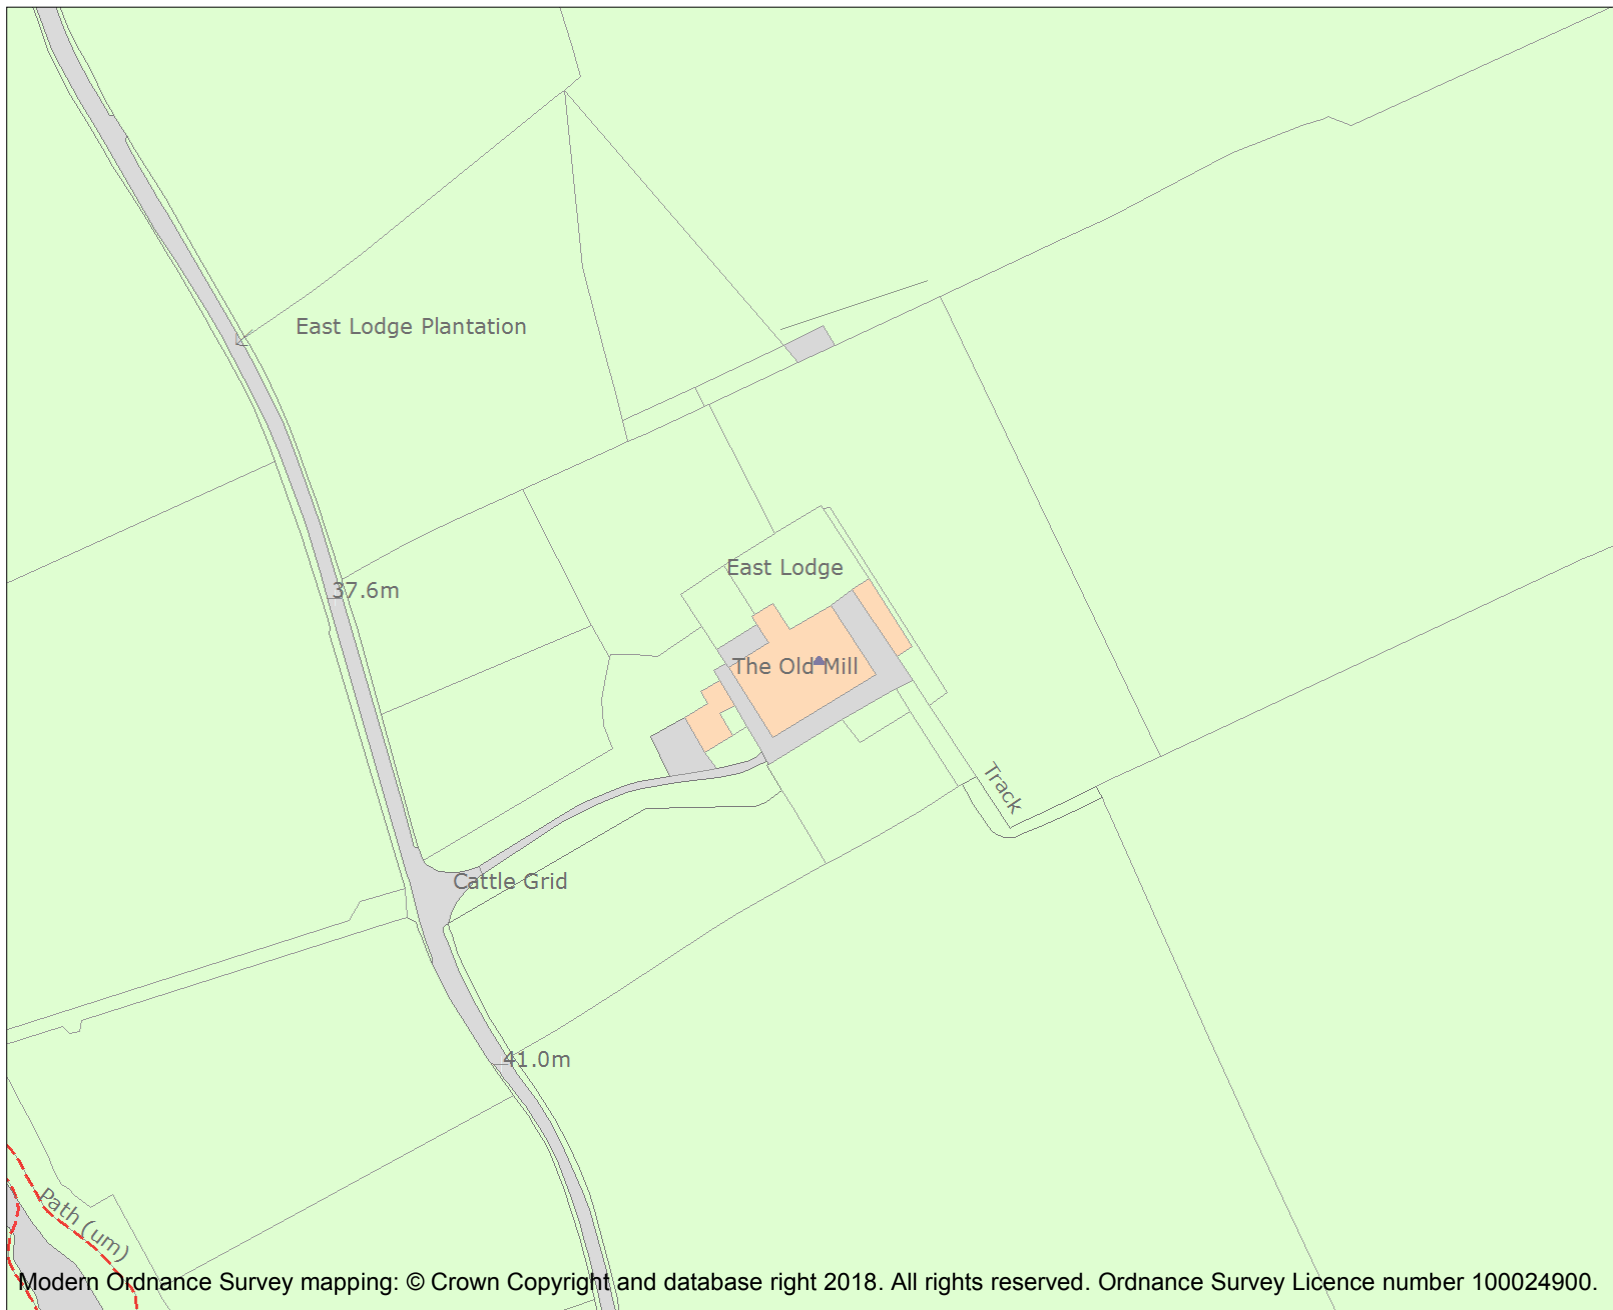 East Lodge Plantation
East Lodge
37.6m
The Old Mill
Track
Cattle Grid
41.0m
Path (um)
Modern Ordnance Survey mapping: © Crown Copyright and database right 2018. All rights reserved. Ordnance Survey Licence number 100024900.